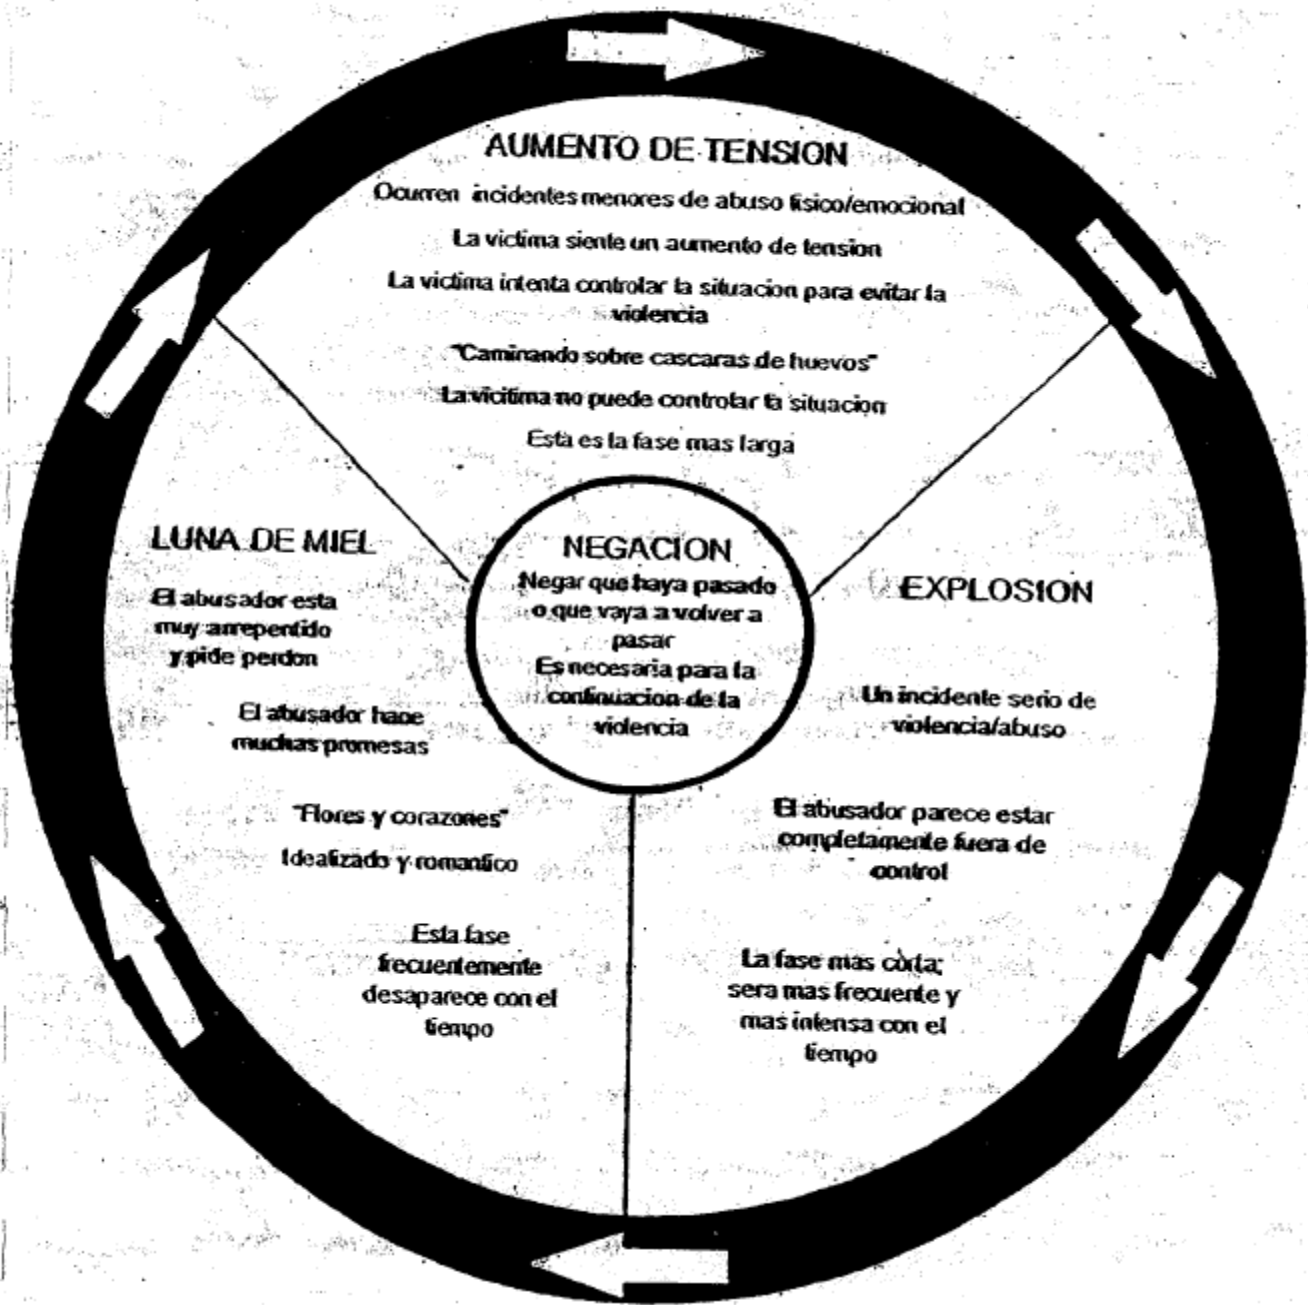 AUMENTO DE TENSION
Ocurren incidentes menores de abuso fisico/emocional
La victima siente un aumento de tension
La victima intenta controlar la situacion para evitar la
violencia
"Caminando sobre cascaras de huevos"
La vicitima no puede controlar la situacion
Esta es la fase mas larga
NEGACION
Negar que haya pasado
o que vaya a volver a
pasar
Es necesaria para la
continuacion de la
violencia
EXPLOSION
Un incidente serio de
violencia/abuso
El abusador parece estar
completamente fuera de
control
La fase mas corta;
sera mas frecuente y
mas intensa con el
tiempo
LUNA DE MIEL
El abusador esta
muy arrepentido
y pide perdon
El abusador hace
muchas promesas
"Flores y corazones"
Idealizado y romantico
Esta fase
frecuentemente
desaparece con el
tiempo